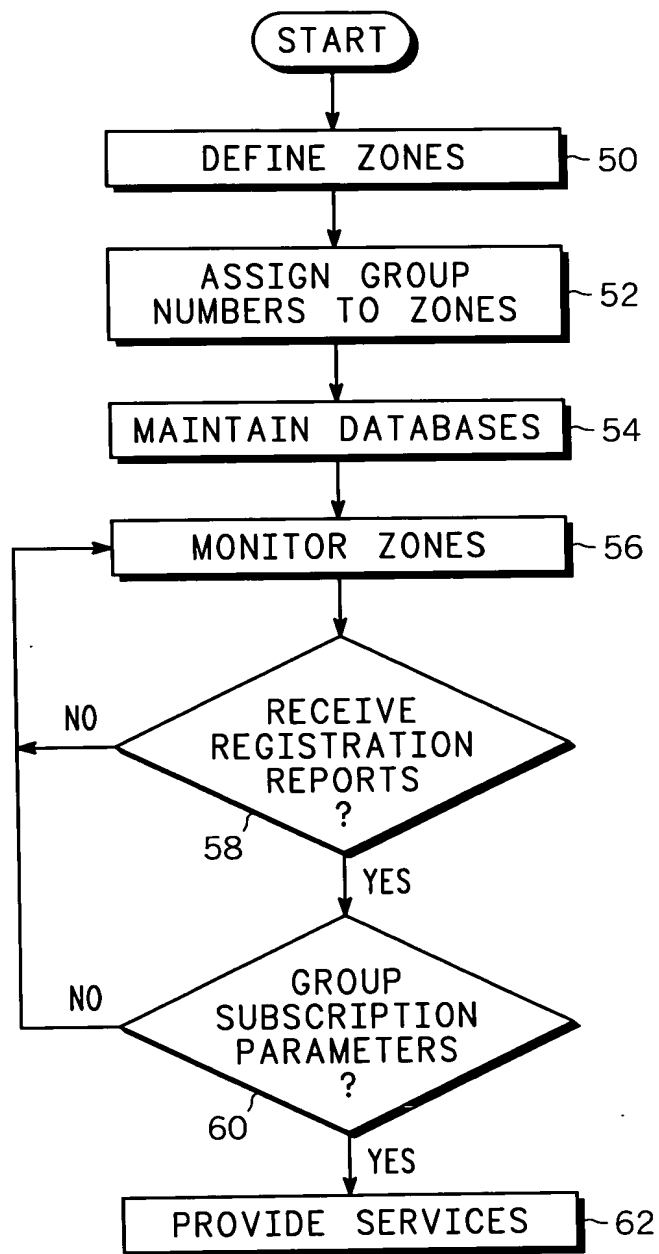 START
DEFINE ZONES
50
ASSIGN GROUP
NUMBERS TO ZONES
52
MAINTAIN DATABASES
54
MONITOR ZONES
56
NO
RECEIVE
REGISTRATION
REPORTS
?
58
YES
NO
GROUP
SUBSCRIPTION
PARAMETERS
?
60
YES
PROVIDE SERVICES
62